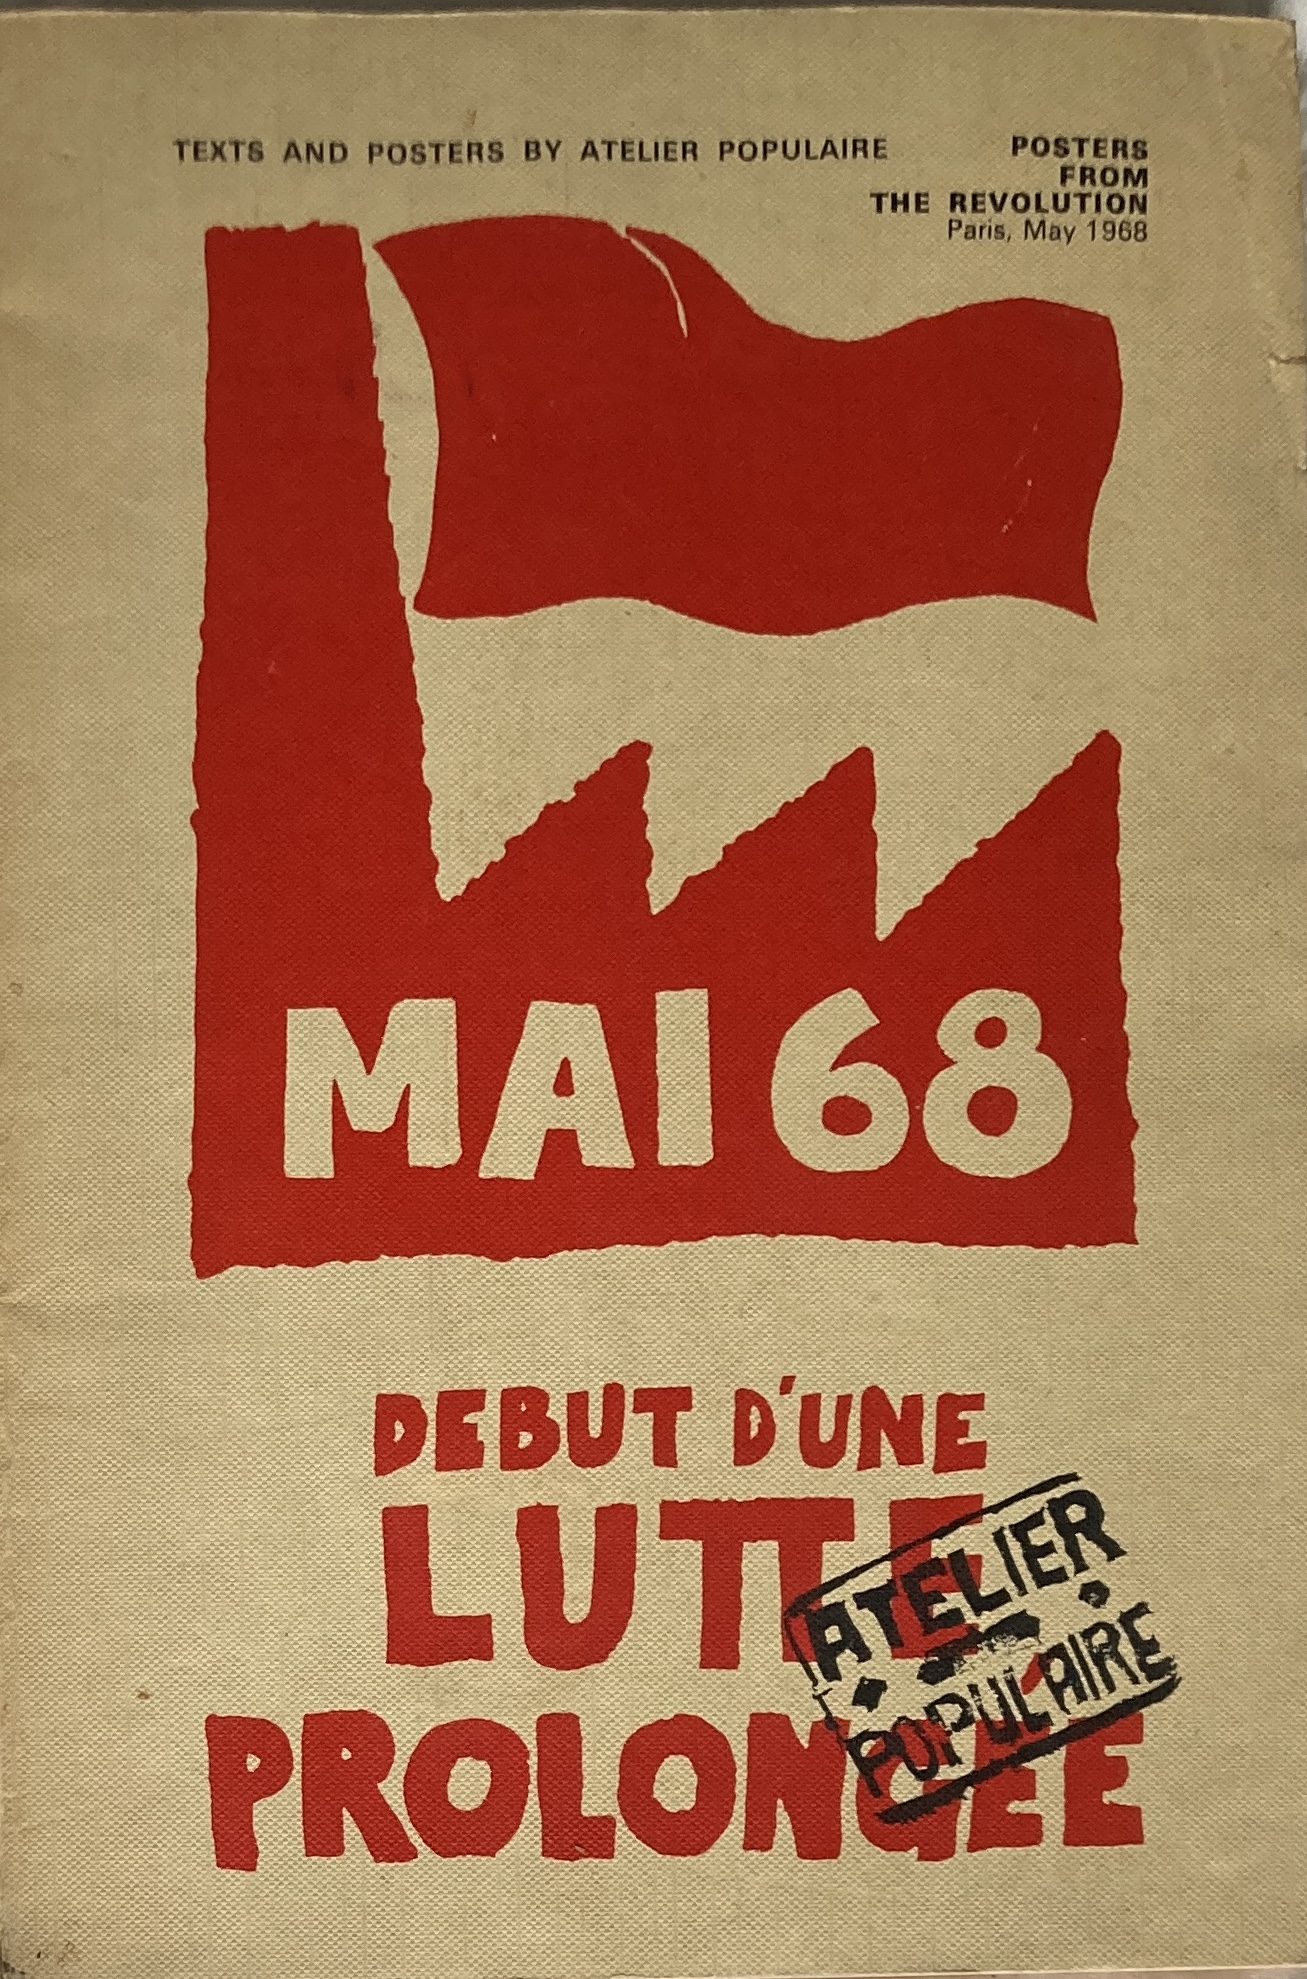 TEXTS AND POSTERS BY ATELIER POPULAIRE
POSTERS
FROM
THE REVOLUTION
Paris, May 1968
MAI 68
DEBUT D'UNE
LUTTE
PROLONGÉE
ATELIER
POPULAIRE